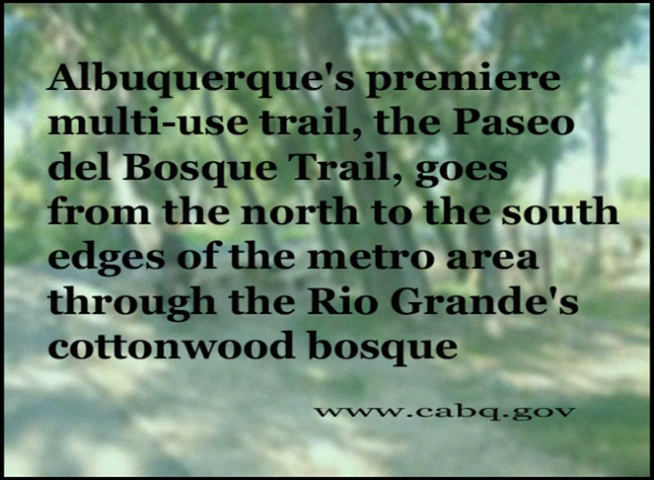 Albuquerque's premiere
multi-use trail, the Paseo
del Bosque Trail, goes
from the north to the south
edges of the metro area
through the Rio Grande's
cottonwood bosque
www.cabq.gov